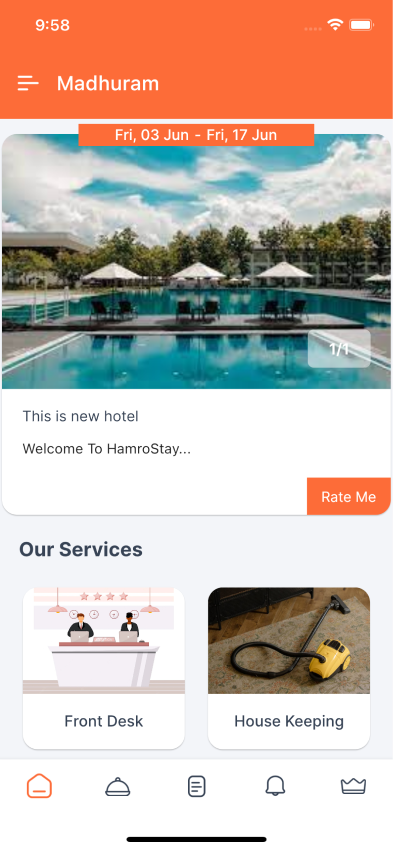 9:58
Madhuram
Fri, 03 Jun - Fri, 17 Jun
1/1
This is new hotel
Welcome To HamroStay...
Rate Me
Our Services
Front Desk
House Keeping